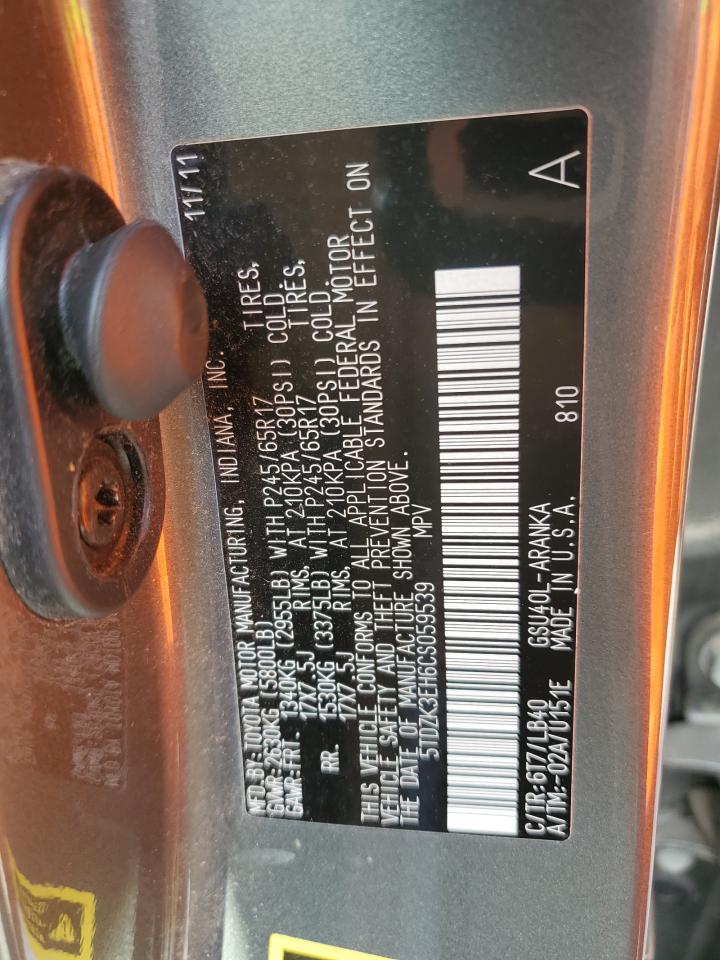 MFD.BY:TOYOTA MOTOR MANUFACTURING, INDIANA, INC. 11/11
GVWR:2630KG (5800LB)
GAWR:FRT. 1340KG (2955LB) WITH P245/65R17 TIRES,
17X7.5J RIMS, AT 210KPA (30PSI) COLD.
RR. 1530KG (3375LB) WITH P245/65R17 TIRES,
17X7.5J RIMS, AT 210KPA (30PSI) COLD.
THIS VEHICLE CONFORMS TO ALL APPLICABLE FEDERAL MOTOR
VEHICLE SAFETY AND THEFT PREVENTION STANDARDS IN EFFECT ON
THE DATE OF MANUFACTURE SHOWN ABOVE.
5TDZK3EH6CS059539 MPV
C/TR:6T7/LB40 GSU40L-ARANKA
A/TM:-02A/U151E MADE IN U.S.A. 810 A